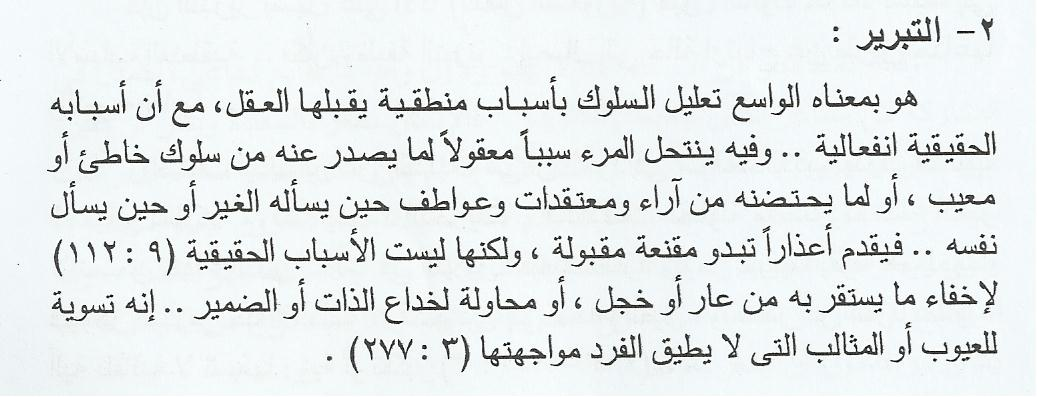 ٢- التبرير :
هو بمعناه الواسع تعليل السلوك بأسباب منطقية يقبلها العقل، مع أن أسبابه
الحقيقية انفعالية .. وفيه ينتحل المرء سبباً معقولاً لما يصدر عنه من سلوك خاطئ أو
معيب ، أو لما يحتضنه من آراء ومعتقدات وعواطف حين يسأله الغير أو حين يسأل
نفسه .. فيقدم أعذاراً تبدو مقنعة مقبولة ، ولكنها ليست الأسباب الحقيقية (٩ : ١١٢)
لإخفاء ما يستقر به من عار أو خجل ، أو محاولة لخداع الذات أو الضمير .. إنه تسوية
للعيوب أو المثالب التى لا يطيق الفرد مواجهتها (٣ : ٢٧٧) .